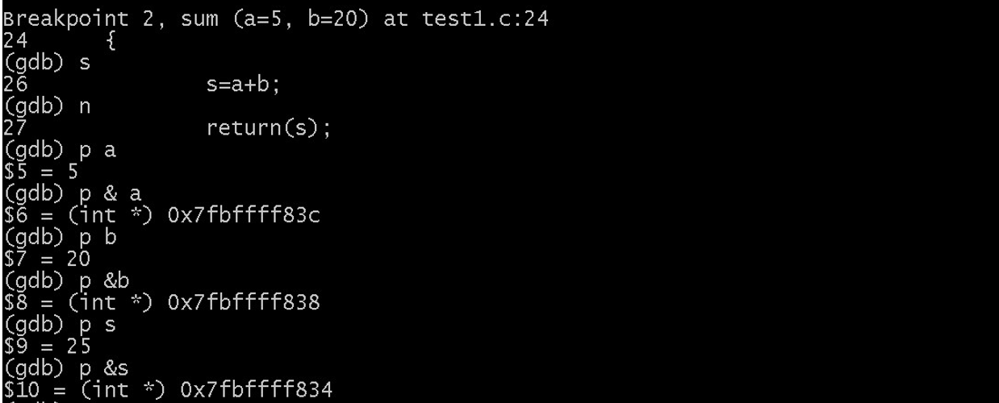 Breakpoint 2, sum (a=5, b=20) at test1.c:24
24 {
(gdb) s
26 s=a+b;
(gdb) n
27 return(s);
(gdb) p a
$5 = 5
(gdb) p & a
$6 = (int *) 0x7fbffff83c
(gdb) p b
$7 = 20
(gdb) p &b
$8 = (int *) 0x7fbffff838
(gdb) p s
$9 = 25
(gdb) p &s
$10 = (int *) 0x7fbffff834